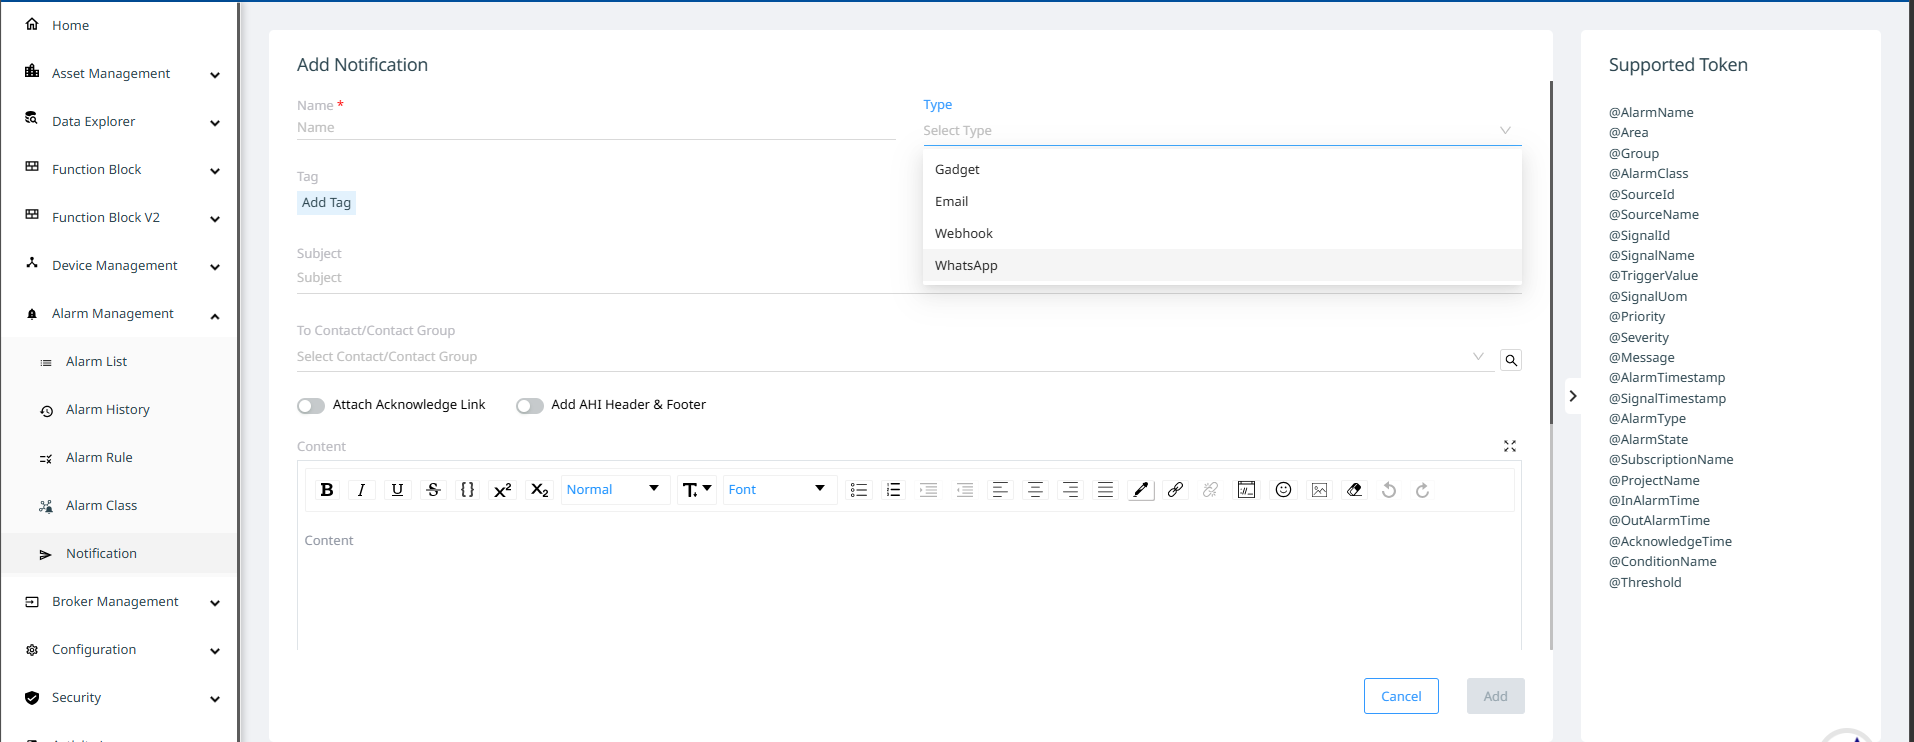 Home
Asset Management
Data Explorer
Function Block
Function Block V2
Device Management
Alarm Management
Alarm List
Alarm History
Alarm Rule
Alarm Class
Notification
Broker Management
Configuration
Security
Add Notification
Name *
Name
Type
Select Type
Gadget
Email
Webhook
WhatsApp
Tag
Add Tag
Subject
Subject
To Contact/Contact Group
Select Contact/Contact Group
Attach Acknowledge Link
Add AHI Header & Footer
Content
B I U S {} X² X₂ Normal T Font
Content
Cancel
Add
Supported Token
@AlarmName
@Area
@Group
@AlarmClass
@SourceId
@SourceName
@SignalId
@SignalName
@TriggerValue
@SignalUom
@Priority
@Severity
@Message
@AlarmTimestamp
@SignalTimestamp
@AlarmType
@AlarmState
@SubscriptionName
@ProjectName
@InAlarmTime
@OutAlarmTime
@AcknowledgeTime
@ConditionName
@Threshold